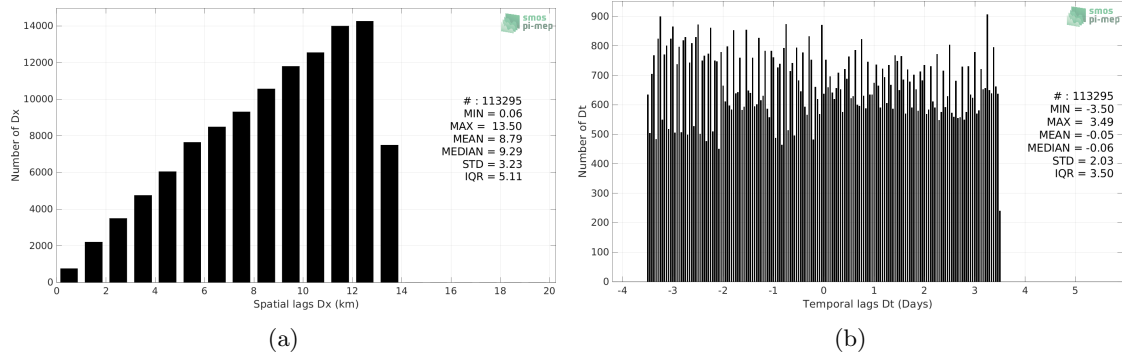 smos
pi-mep
14000
12000
10000
8000
6000
4000
2000
0
Number of Dx
# : 113295
MIN = 0.06
MAX = 13.50
MEAN = 8.79
MEDIAN = 9.29
STD = 3.23
IQR = 5.11
0 2 4 6 8 10 12 14 16 18 20
Spatial lags Dx (km)
(a)
smos
pi-mep
900
800
700
600
500
400
300
200
100
0
Number of Dt
# : 113295
MIN = -3.50
MAX = 3.49
MEAN = -0.05
MEDIAN = -0.06
STD = 2.03
IQR = 3.50
-4 -3 -2 -1 0 1 2 3 4 5
Temporal lags Dt (Days)
(b)